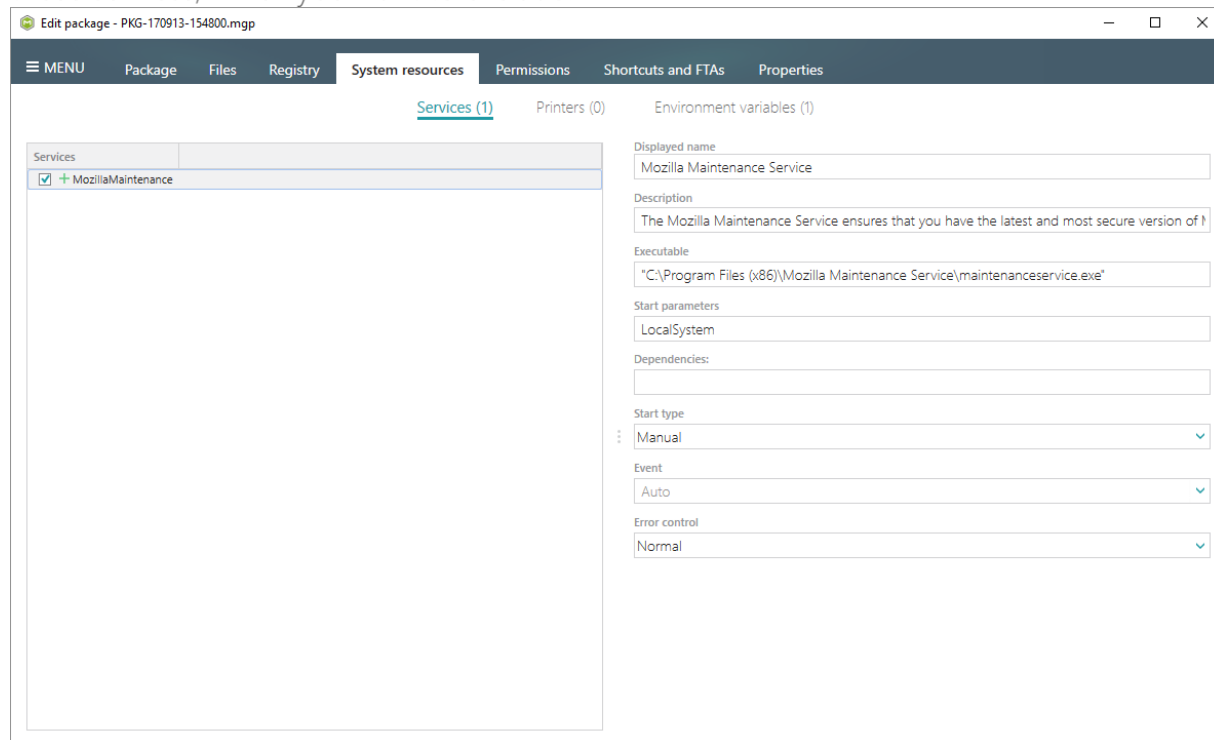 Edit package - PKG-170913-154800.mgp
MENU Package Files Registry System resources Permissions Shortcuts and FTAs Properties
Services (1) Printers (0) Environment variables (1)
Services
MozillaMaintenance
Displayed name
Mozilla Maintenance Service
Description
The Mozilla Maintenance Service ensures that you have the latest and most secure version of
Executable
"C:\Program Files (x86)\Mozilla Maintenance Service\maintenanceservice.exe"
Start parameters
LocalSystem
Dependencies:
Start type
Manual
Event
Auto
Error control
Normal